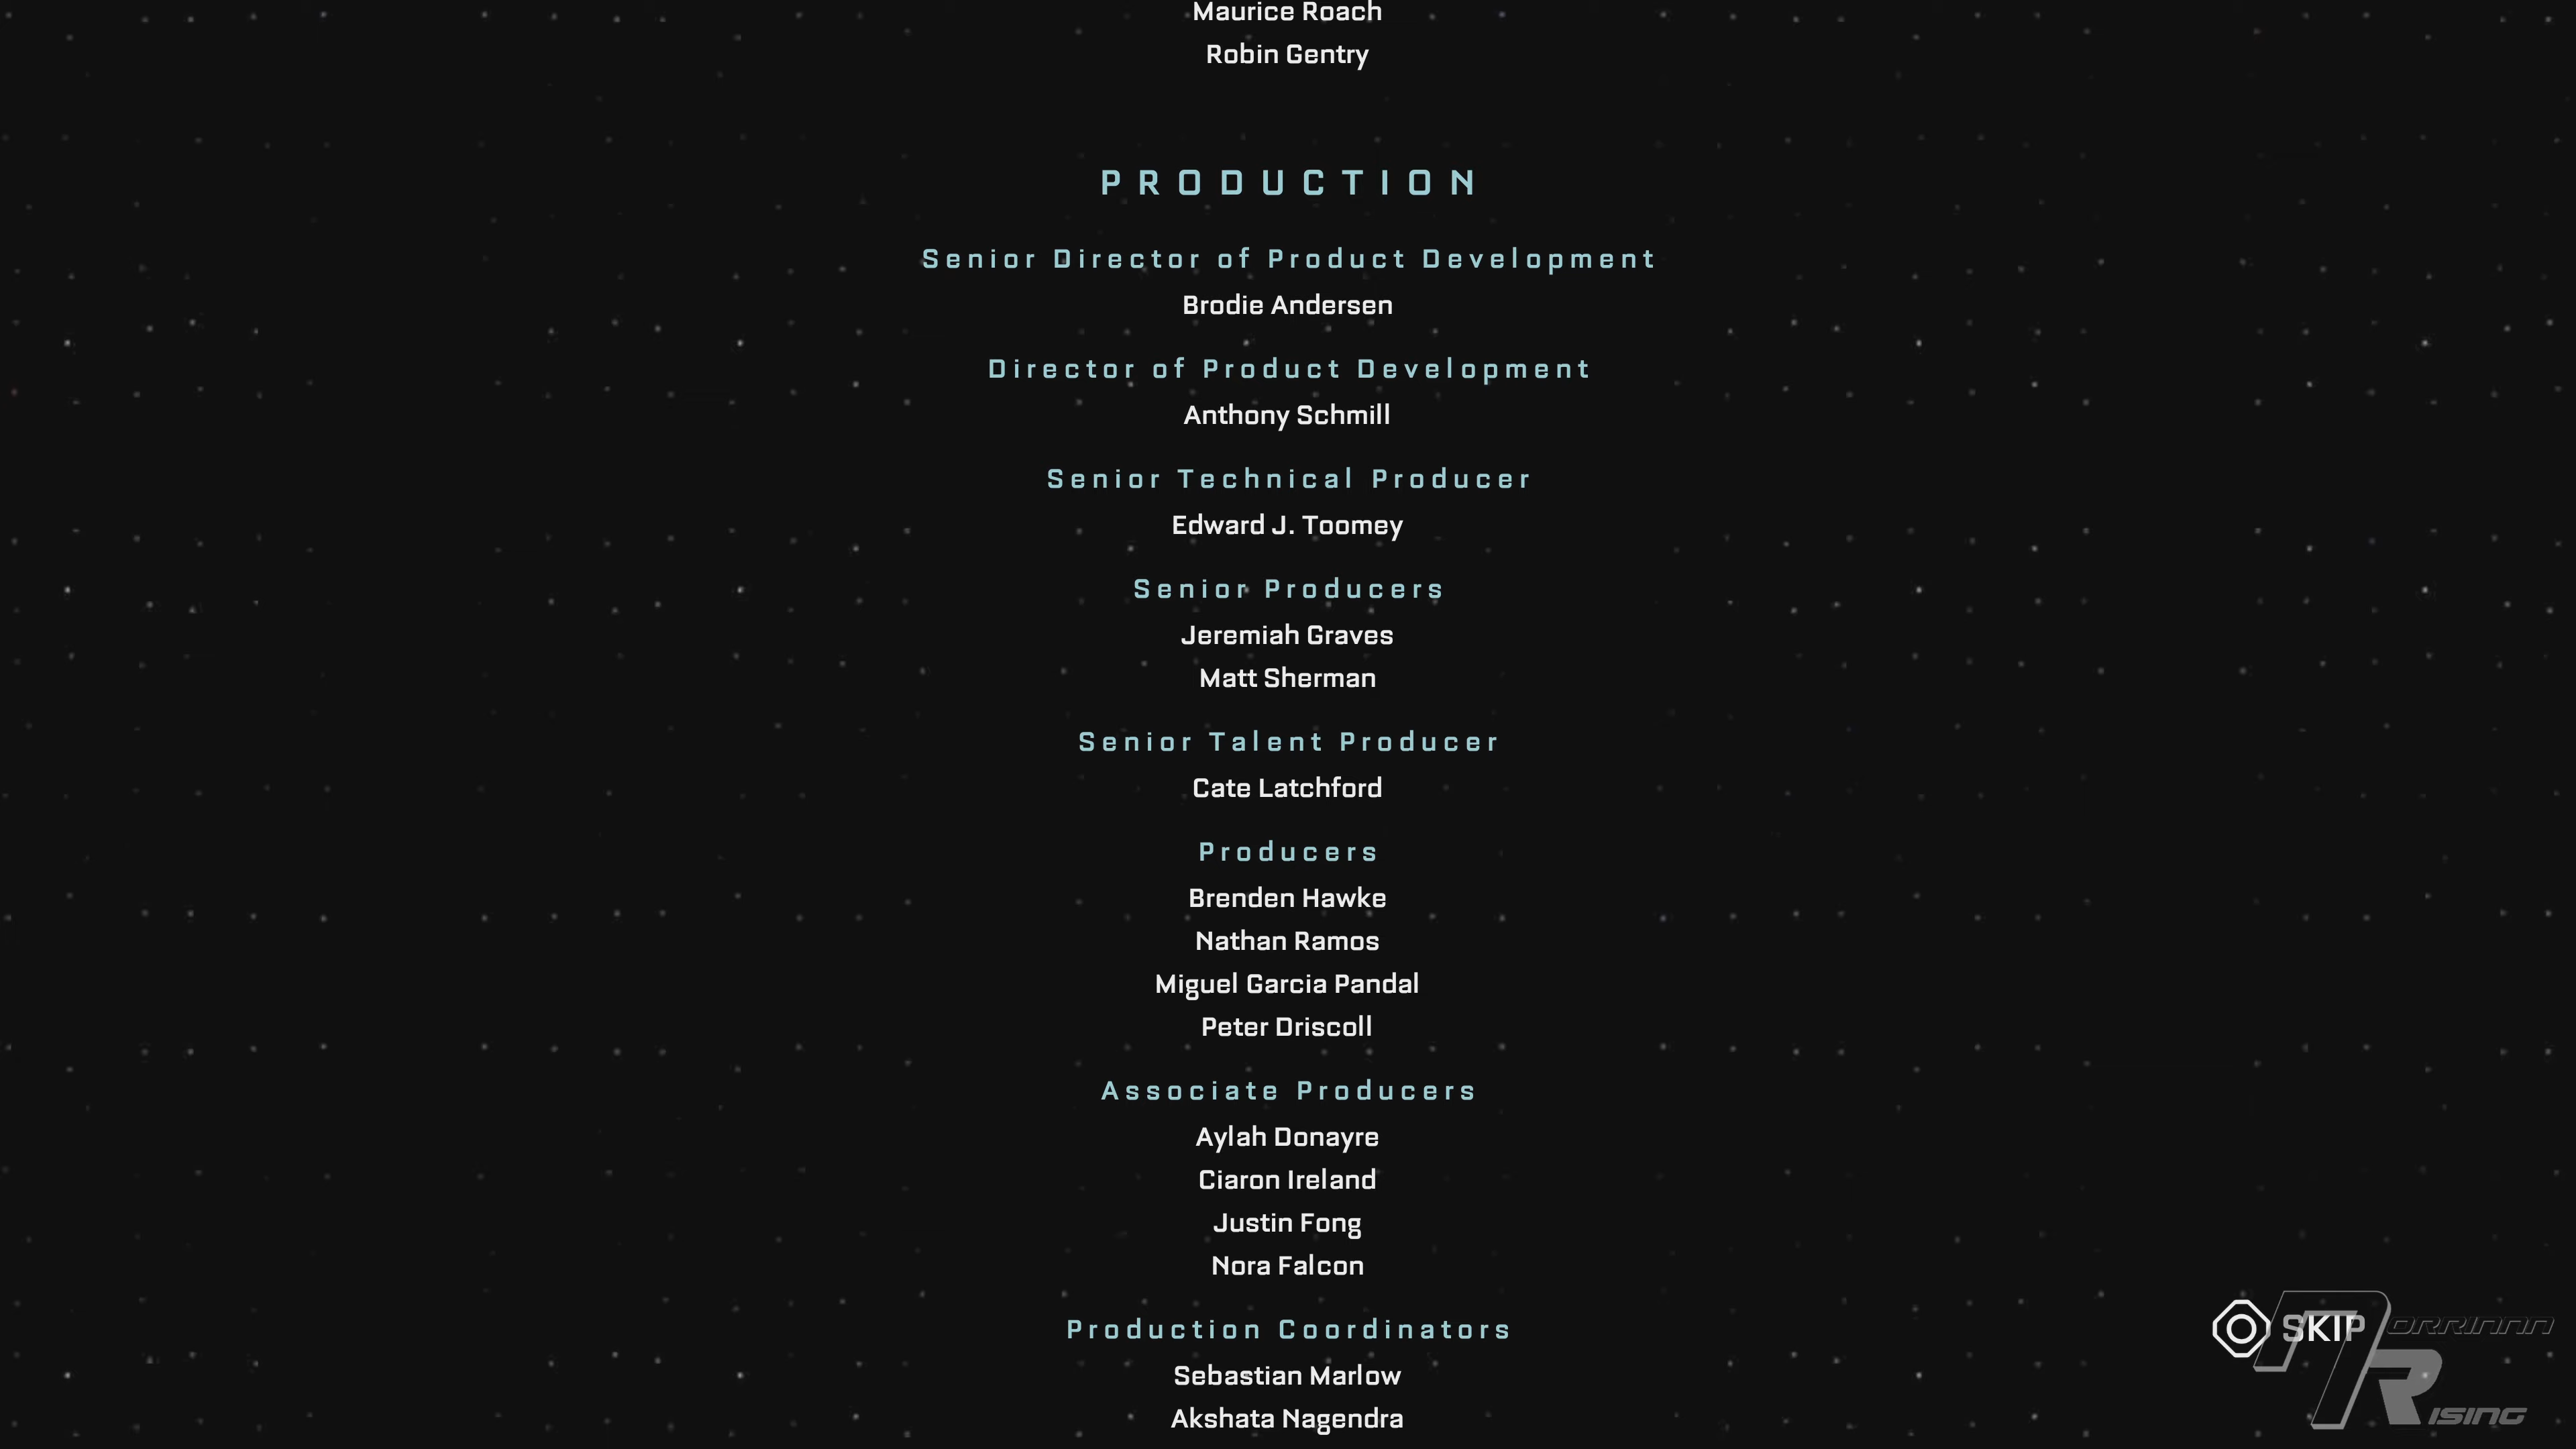 Maurice Roach
Robin Gentry
PRODUCTION
Senior Director of Product Development
Brodie Andersen
Director of Product Development
Anthony Schmill
Senior Technical Producer
Edward J. Toomey
Senior Producers
Jeremiah Graves
Matt Sherman
Senior Talent Producer
Cate Latchford
Producers
Brenden Hawke
Nathan Ramos
Miguel Garcia Pandal
Peter Driscoll
Associate Producers
Aylah Donayre
Ciaron Ireland
Justin Fong
Nora Falcon
Production Coordinators
Sebastian Marlow
Akshata Nagendra
SKIP
Rising